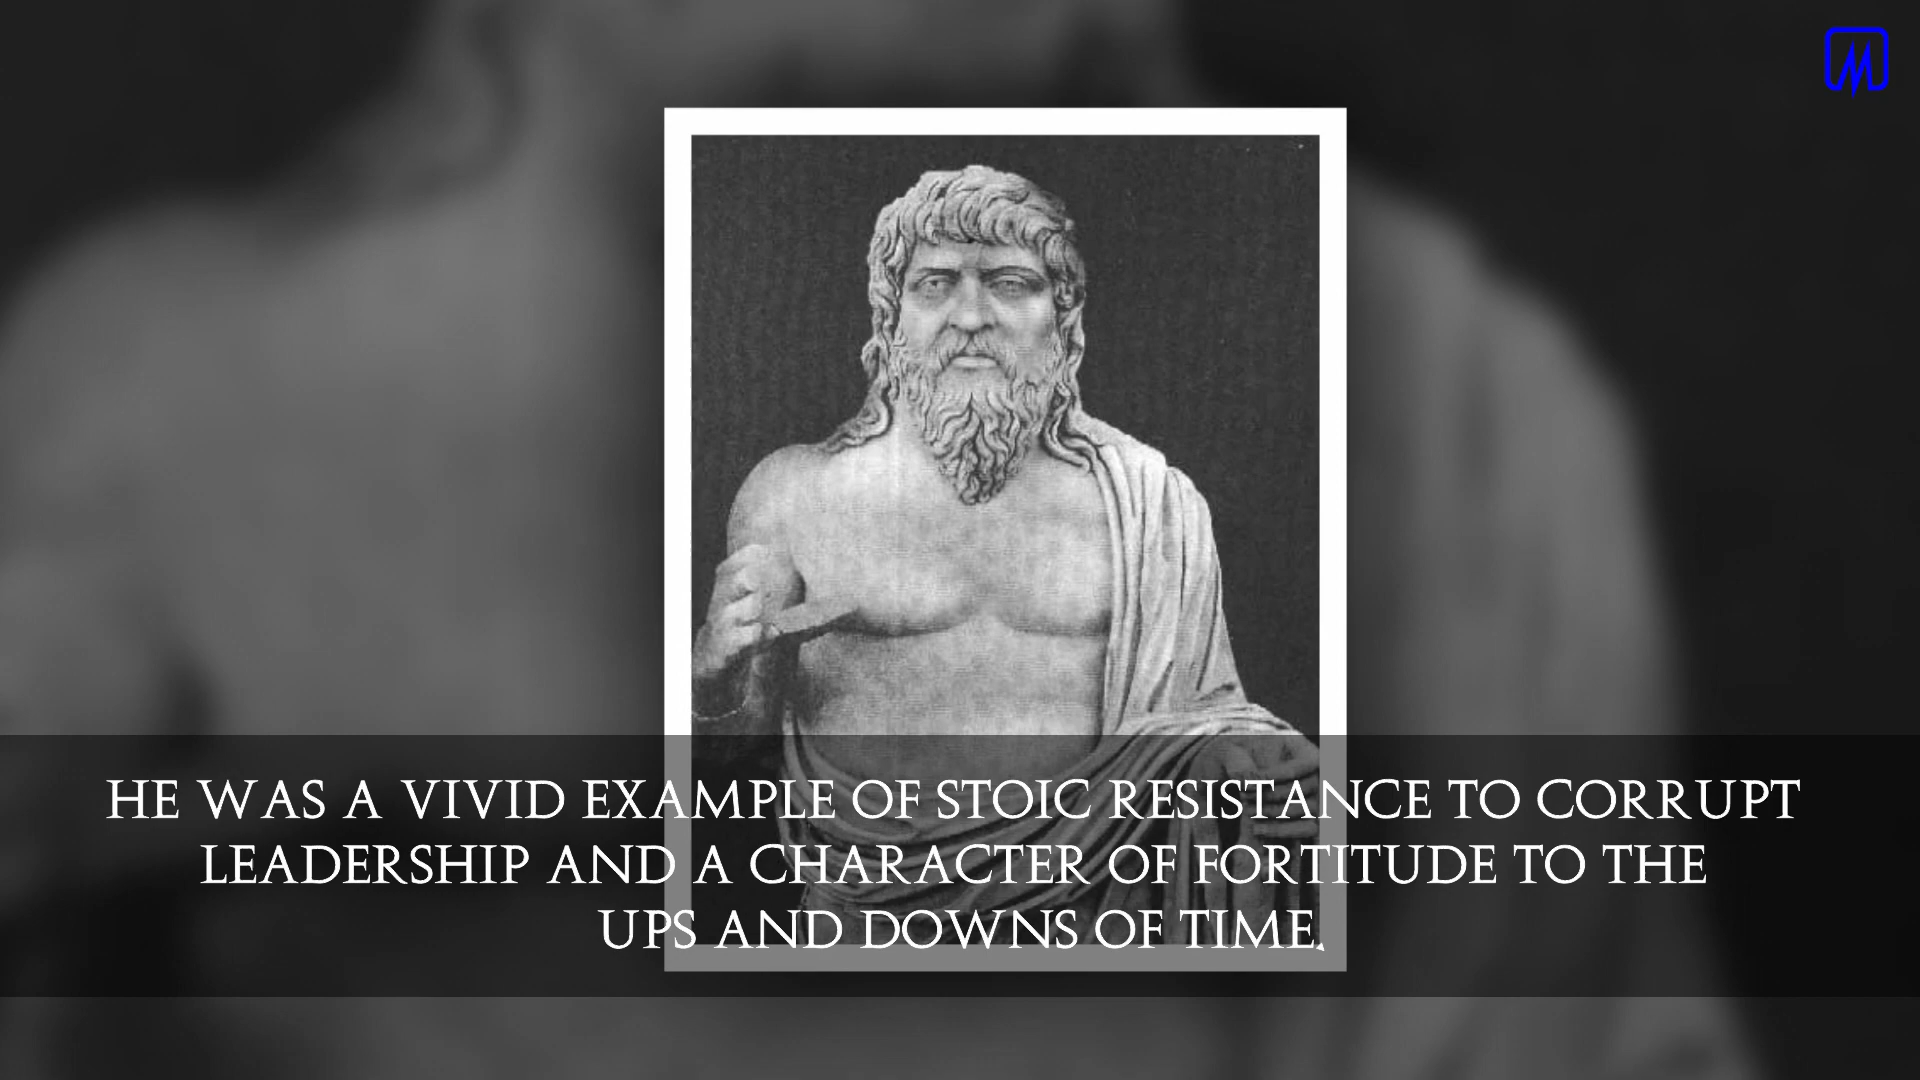 HE WAS A VIVID EXAMPLE OF STOIC RESISTANCE TO CORRUPT
LEADERSHIP AND A CHARACTER OF FORTITUDE TO THE
UPS AND DOWNS OF TIME.